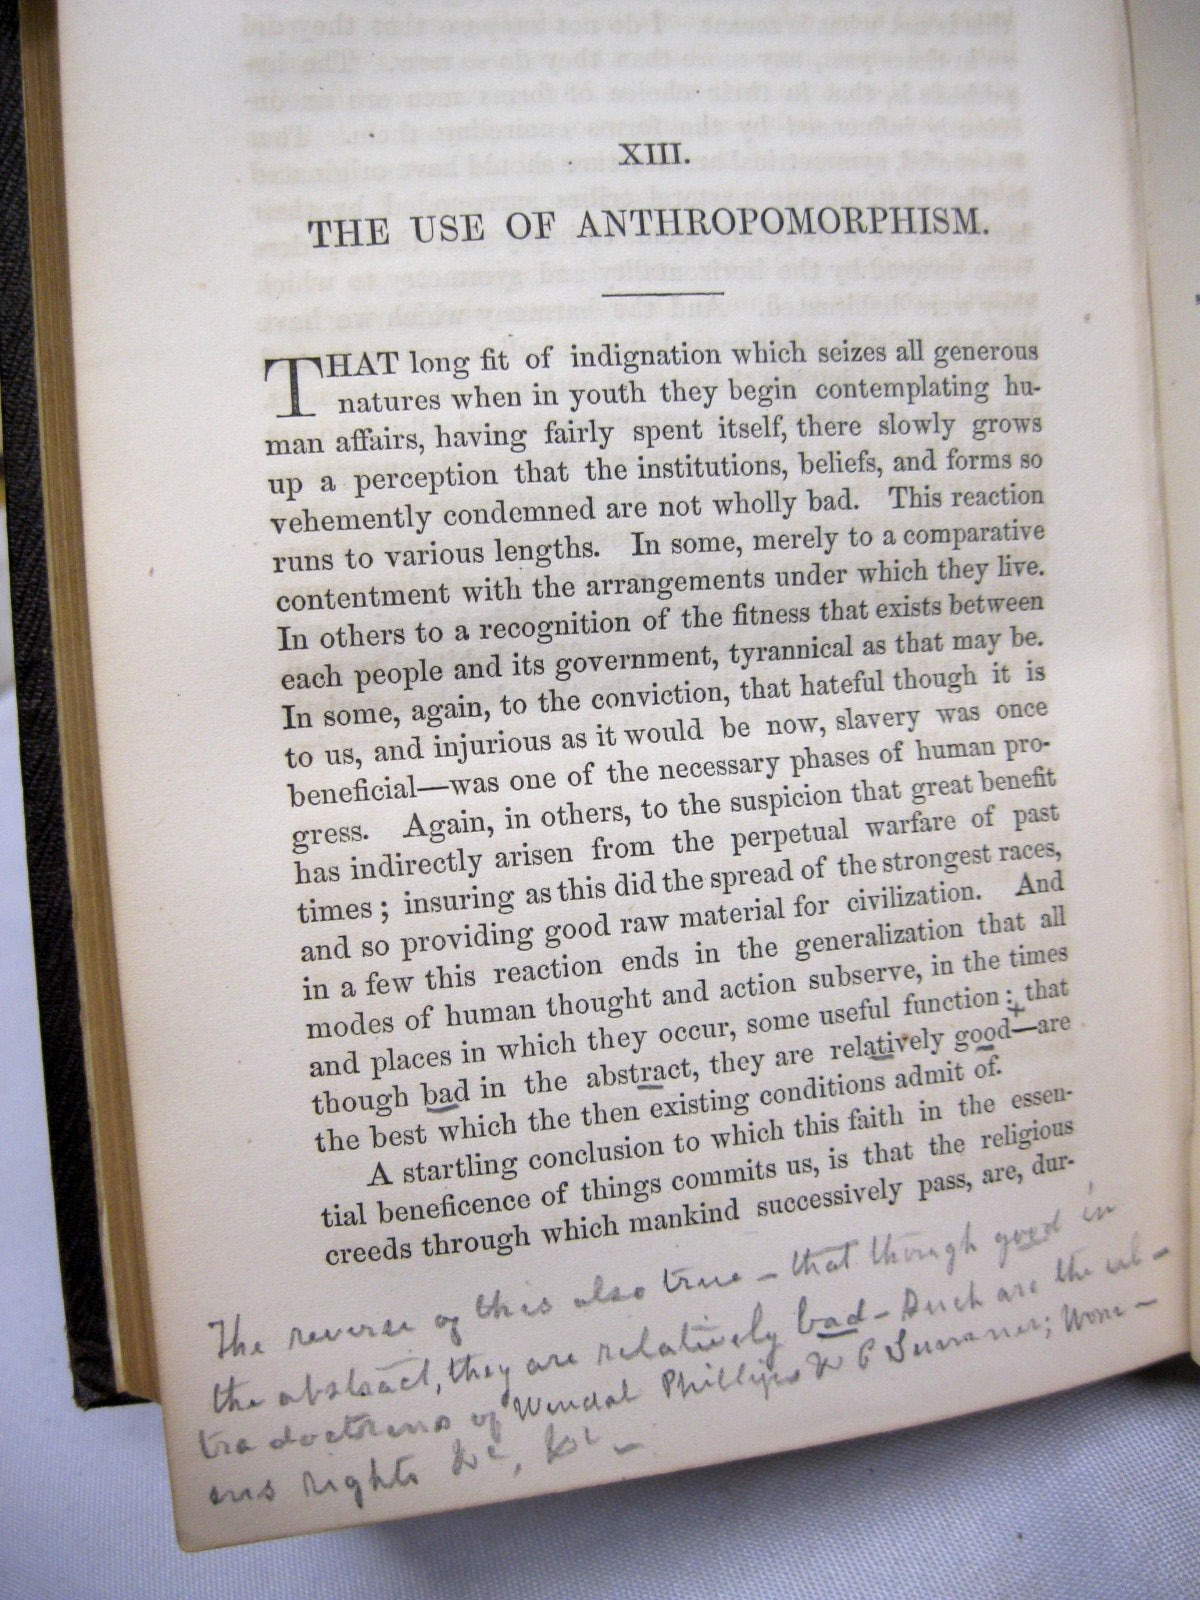 XIII.
THE USE OF ANTHROPOMORPHISM.
THAT long fit of indignation which seizes all generous
natures when in youth they begin contemplating hu-
man affairs, having fairly spent itself, there slowly grows
up a perception that the institutions, beliefs, and forms so
vehemently condemned are not wholly bad. This reaction
runs to various lengths. In some, merely to a comparative
contentment with the arrangements under which they live.
In others to a recognition of the fitness that exists between
each people and its government, tyrannical as that may be.
In some, again, to the conviction, that hateful though it is
to us, and injurious as it would be now, slavery was once
beneficial—was one of the necessary phases of human pro-
gress. Again, in others, to the suspicion that great benefit
has indirectly arisen from the perpetual warfare of past
times; insuring as this did the spread of the strongest races,
and so providing good raw material for civilization. And
in a few this reaction ends in the generalization that all
modes of human thought and action subserve, in the times
and places in which they occur, some useful function: that
though bad in the abstract, they are relatively good+—are
the best which the then existing conditions admit of.
A startling conclusion to which this faith in the essen-
tial beneficence of things commits us, is that the religious
creeds through which mankind successively pass, are, dur-
The reverse of this also true – that though good in
the abstract, they are relatively bad – Such are the ul –
tra doctrines of Wendal Phillips & C Sumner; Wom –
ens rights &c, &c –